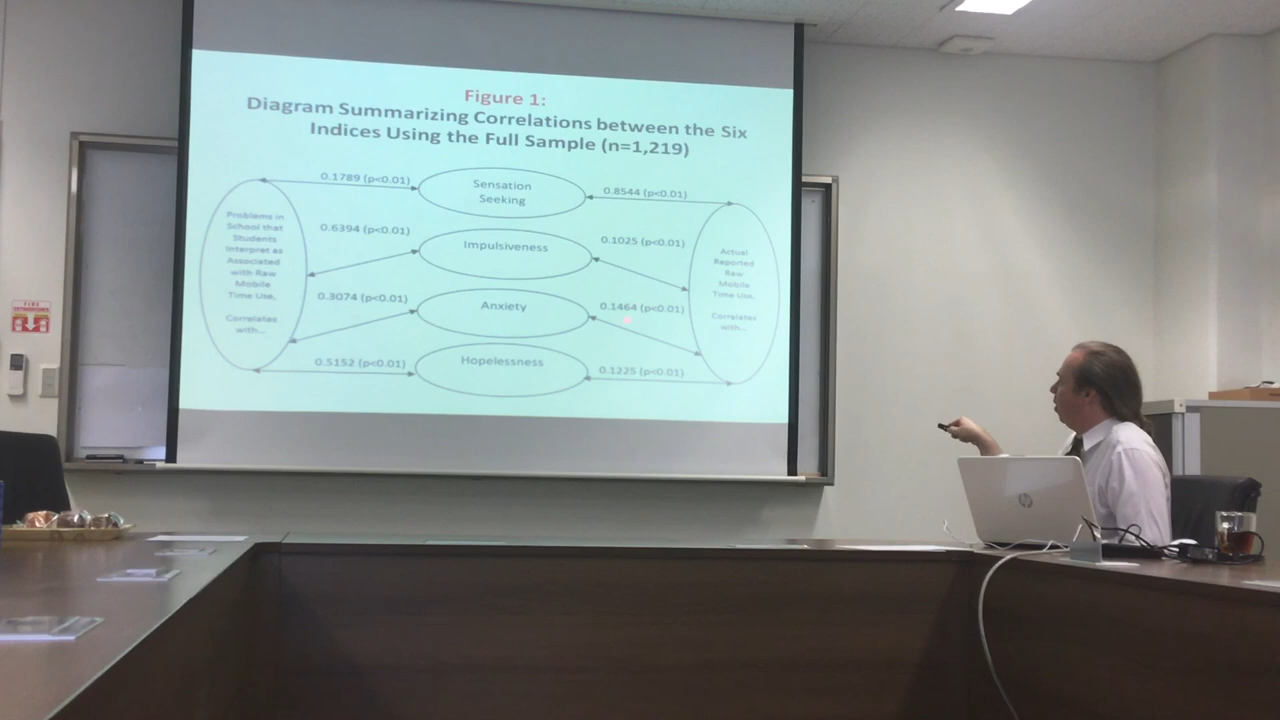 Figure 1:
Diagram Summarizing Correlations between the Six
Indices Using the Full Sample (n=1,219)
0.1789 (p<0.01)
Sensation
Seeking
0.8544 (p<0.01)
Problems in
School that
Students
Interpret as
Associated
with Raw
Mobile
Time Use.
Correlates
with...
0.6394 (p<0.01)
Impulsiveness
0.1025 (p<0.01)
Actual
Reported
Raw
Mobile
Time Use.
Correlates
with...
0.3074 (p<0.01)
Anxiety
0.1464 (p<0.01)
0.5152 (p<0.01)
Hopelessness
0.1225 (p<0.01)
FIRE
EXTINGUISHER
hp